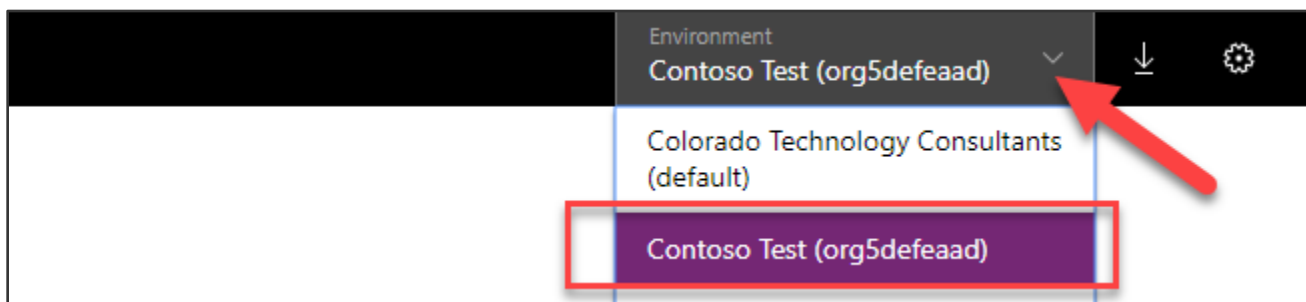 Environment
Contoso Test (org5defeaad)
Colorado Technology Consultants
(default)
Contoso Test (org5defeaad)